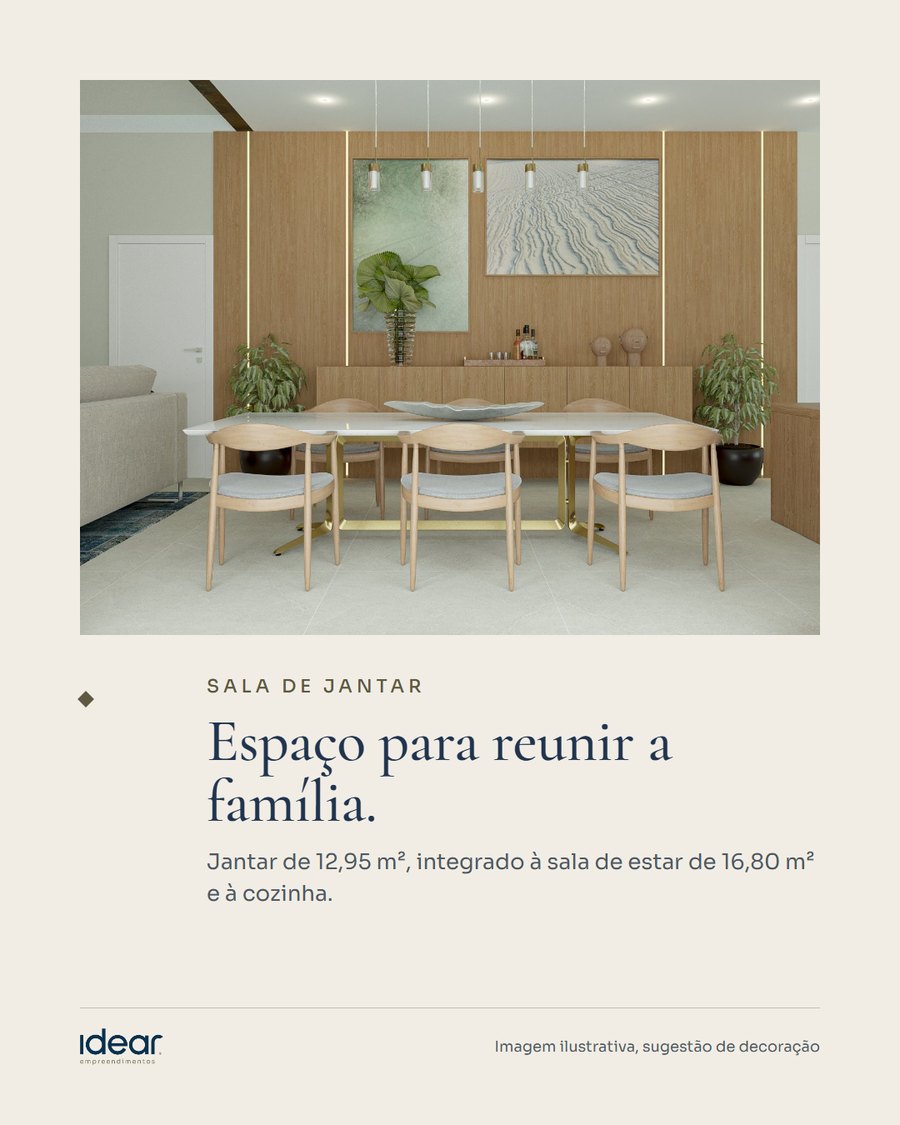 SALA DE JANTAR
Espaço para reunir a
família.
Jantar de 12,95 m², integrado à sala de estar de 16,80 m²
e à cozinha.
idear
empreendimentos
Imagem ilustrativa, sugestão de decoração